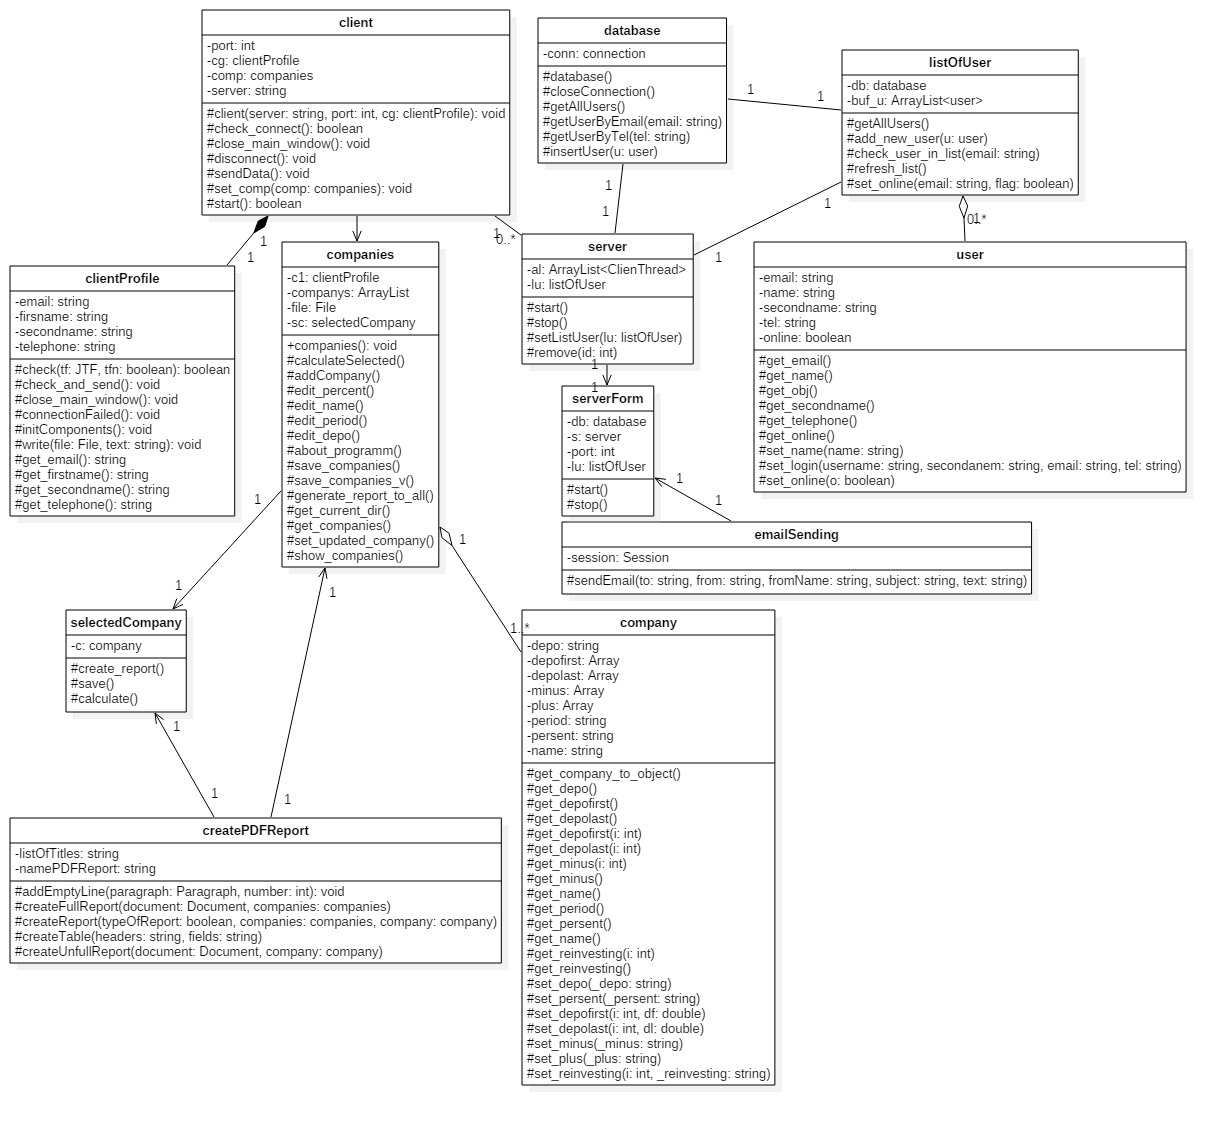 client
-port: int
-cg: clientProfile
-comp: companies
-server: string
#client(server: string, port: int, cg: clientProfile): void
#check_connect(): boolean
#close_main_window(): void
#disconnect(): void
#sendData(): void
#set_comp(comp: companies): void
#start(): boolean
database
-conn: connection
#database()
#closeConnection()
#getAllUsers()
#getUserByEmail(email: string)
#getUserByTel(tel: string)
#insertUser(u: user)
1
1
listOfUser
-db: database
-buf_u: ArrayList<user>
#getAllUsers()
#add_new_user(u: user)
#check_user_in_list(email: string)
#refresh_list()
#set_online(email: string, flag: boolean)
1
1
1
1
0..*
1
1
1
0..*
1
1
clientProfile
-email: string
-firsname: string
-secondname: string
-telephone: string
#check(tf: JTF, tfn: boolean): boolean
#check_and_send(): void
#close_main_window(): void
#connectionFailed(): void
#initComponents(): void
#write(file: File, text: string): void
#get_email(): string
#get_firstname(): string
#get_secondname(): string
#get_telephone(): string
companies
-c1: clientProfile
-companys: ArrayList
-file: File
-sc: selectedCompany
+companies(): void
#calculateSelected()
#addCompany()
#edit_percent()
#edit_name()
#edit_period()
#edit_depo()
#about_programm()
#save_companies()
#save_companies_v()
#generate_report_to_all()
#get_current_dir()
#get_companies()
#set_updated_company()
#show_companies()
server
-al: ArrayList<ClienThread>
-lu: listOfUser
#start()
#stop()
#setListUser(lu: listOfUser)
#remove(id: int)
1
1
user
-email: string
-name: string
-secondname: string
-tel: string
-online: boolean
#get_email()
#get_name()
#get_obj()
#get_secondname()
#get_telephone()
#get_online()
#set_name(name: string)
#set_login(username: string, secondanem: string, email: string, tel: string)
#set_online(o: boolean)
serverForm
-db: database
-s: server
-port: int
-lu: listOfUser
#start()
#stop()
1
1
emailSending
-session: Session
#sendEmail(to: string, from: string, fromName: string, subject: string, text: string)
1
1
1
1..*
1
selectedCompany
-c: company
#create_report()
#save()
#calculate()
1
1
1
company
-depo: string
-depofirst: Array
-depolast: Array
-minus: Array
-plus: Array
-period: string
-persent: string
-name: string
#get_company_to_object()
#get_depo()
#get_depofirst()
#get_depolast()
#get_depofirst(i: int)
#get_depolast(i: int)
#get_minus(i: int)
#get_minus()
#get_name()
#get_period()
#get_persent()
#get_name()
#get_reinvesting(i: int)
#get_reinvesting()
#set_depo(_depo: string)
#set_persent(_persent: string)
#set_depofirst(i: int, df: double)
#set_depolast(i: int, dl: double)
#set_minus(_minus: string)
#set_plus(_plus: string)
#set_reinvesting(i: int, _reinvesting: string)
createPDFReport
-listOfTitles: string
-namePDFReport: string
#addEmptyLine(paragraph: Paragraph, number: int): void
#createFullReport(document: Document, companies: companies)
#createReport(typeOfReport: boolean, companies: companies, company: company)
#createTable(headers: string, fields: string)
#createUnfullReport(document: Document, company: company)